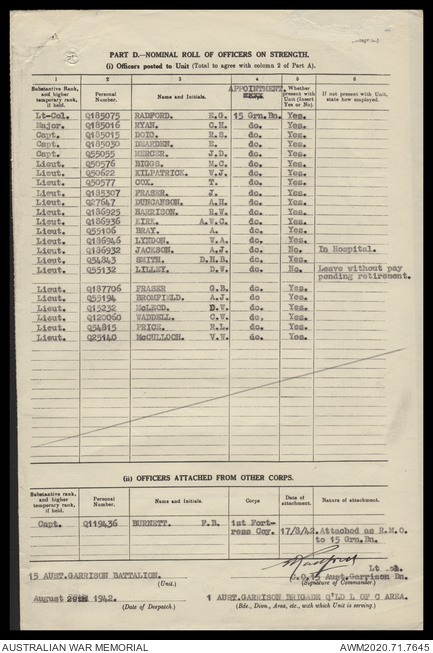 PART D.—NOMINAL ROLL OF OFFICERS ON STRENGTH.
(i) Officers posted to Unit (Total to agree with column 2 of Part A).
1 2 3 4 5 6
Substantive Rank, and higher temporary rank, if held. Personal Number. Name and Initials. APPOINTMENT. Whether present with Unit (Insert Yes or No). If not present with Unit, state how employed.
Lt-Col. Q185075 RADFORD. E.G. 15 Grn.Bn. Yes.
Major. Q185016 RYAN. C.H. do. Yes.
Capt. Q185015 DOIG. R.S. do. Yes.
Capt. Q185030 DEARDEN. E. do. Yes.
Capt. Q55055 MERCER. J.D. do. Yes.
Lieut. Q50576 BIGGS. M.C. do. Yes.
Lieut. Q50622 KILPATRICK. W.J. do. Yes.
Lieut. Q50577 COX. T. do. Yes.
Lieut. Q185307 FRASER. J. do. Yes.
Lieut. Q27647 DUNCANSON. A.H. do. Yes.
Lieut. Q186925 HARRISON. R.W. do. Yes.
Lieut. Q186936 KIRK. A.W.C. do. Yes.
Lieut. Q55106 BRAY. A. do. Yes.
Lieut. Q186946 LYNDON. W.A. do. Yes.
Lieut. Q186932 JACKSON. A.J. do. No. In Hospital.
Lieut. Q54843 SMITH. D.H.B. do. Yes.
Lieut. Q55132 LILLEY. D.W. do. No. Leave without pay
pending retirement.
Lieut. Q187706 FRASER G.B. do. Yes.
Lieut. Q55194 BROMFIELD. A.J. do Yes.
Lieut. Q15232 McLEOD. D.W. do. Yes.
Lieut. Q120060 WADDELL. C.W. do. Yes.
Lieut. Q54815 PRICE. R.L. do. Yes.
Lieut. Q25140 McCULLOCH. V.W. do. Yes.
(ii) OFFICERS ATTACHED FROM OTHER CORPS.
Substantive rank, and higher temporary rank, if held. Personal Number. Name and Initials. Corps. Date of attachment. Nature of attachment.
Capt. Q119436 BURNETT. F.B. 1st Fort-
ress Coy. 17/8/42. Attached as R.M.O.
to 15 Grn.Bn.
Radford Lt Col.
15 AUST.GARRISON BATTALION. C.O.15 Aust.Garrison Bn.
(Unit.) (Signature of Commander.)
August 29th 1942. 1 AUST.GARRISON BRIGADE Q'LD L OF C AREA.
(Date of Despatch.) (Bde., Divn., Area, etc., with which Unit is serving.)
AUSTRALIAN WAR MEMORIAL AWM2020.71.7645